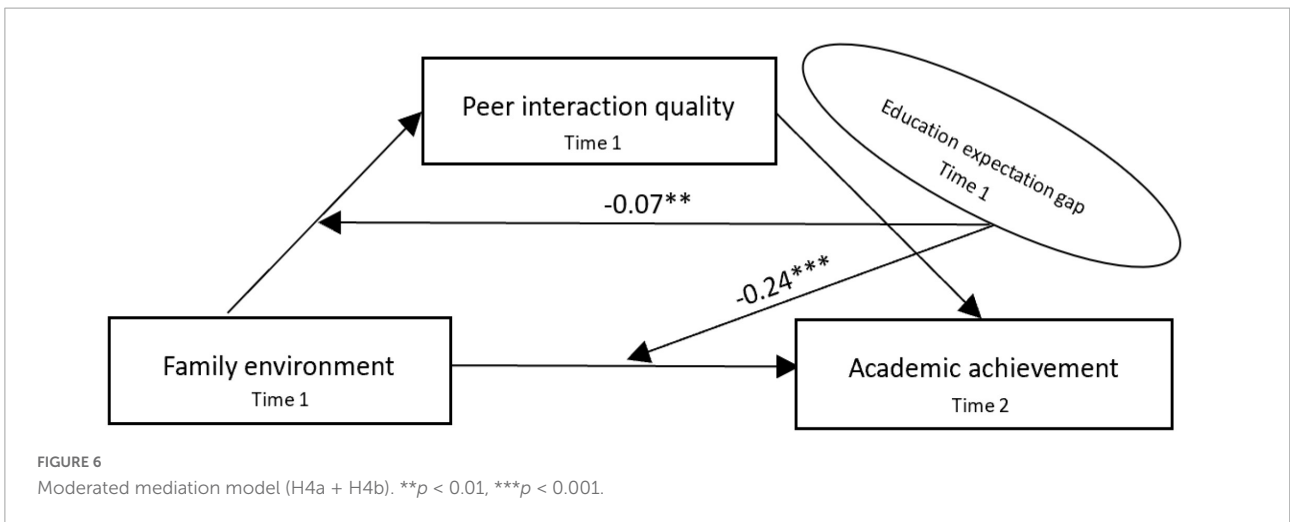 Peer interaction quality
Time 1
Education expectation gap
Time 1
-0.07**
-0.24***
Family environment
Time 1
Academic achievement
Time 2
FIGURE 6
Moderated mediation model (H4a + H4b). **p < 0.01, ***p < 0.001.